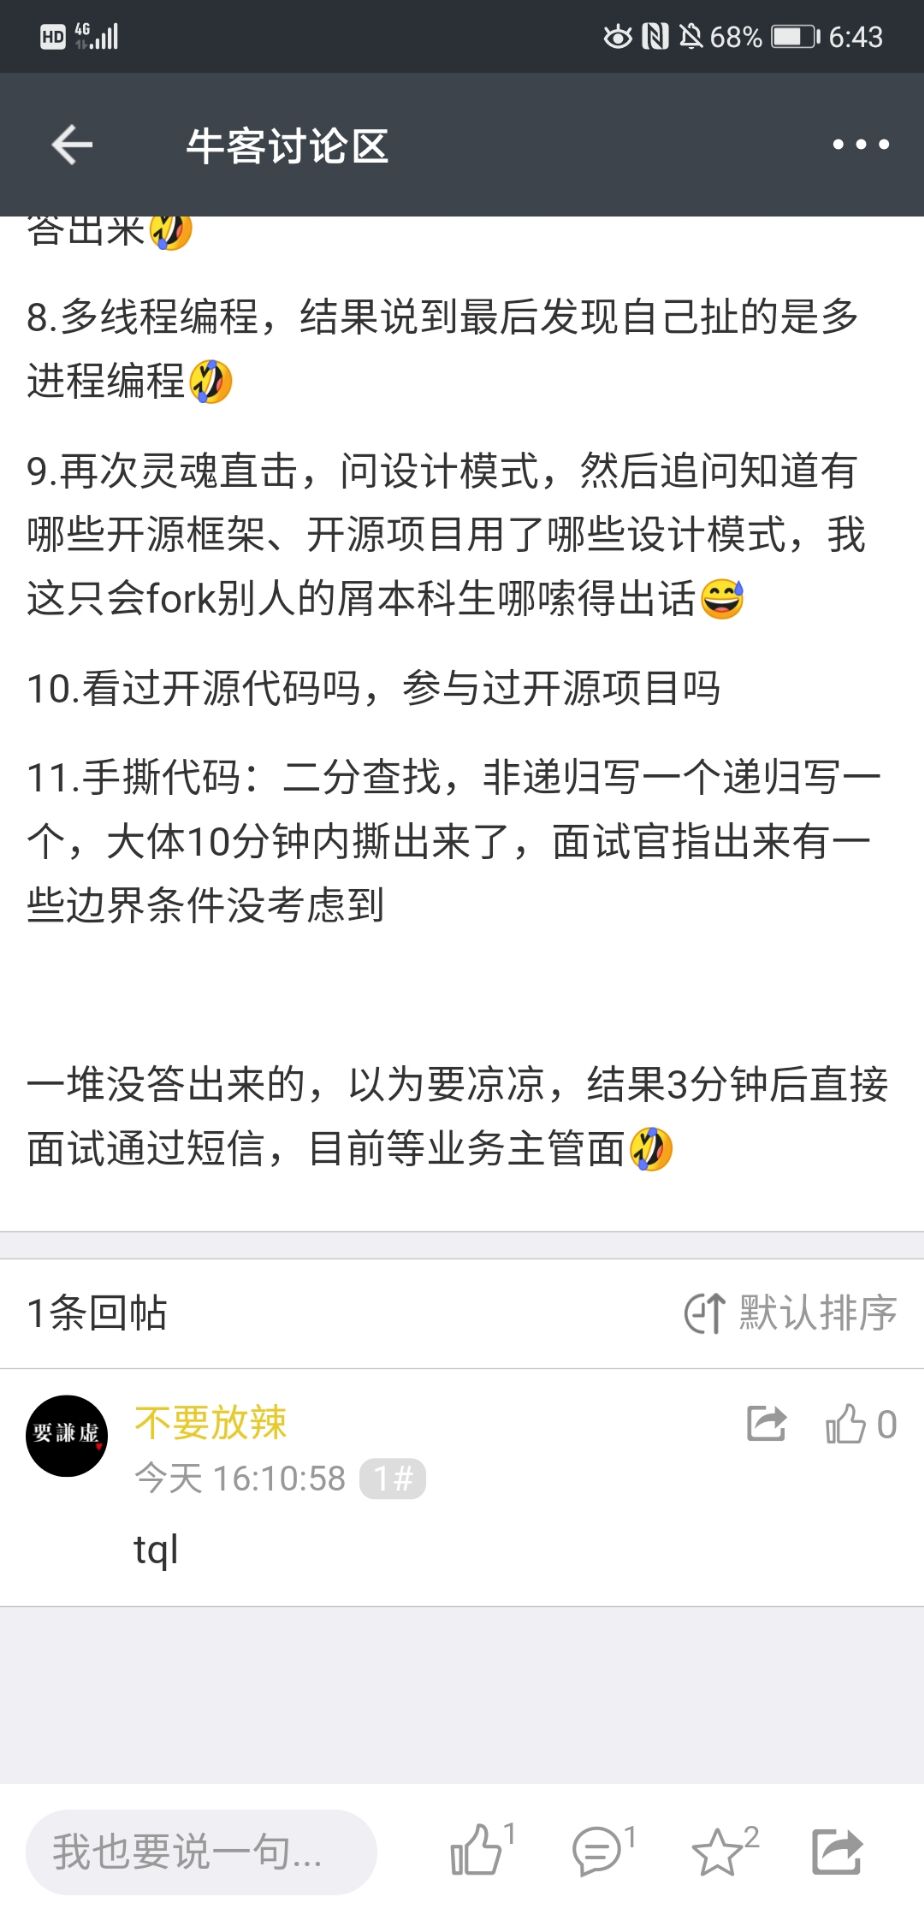 HD 4G 68% 6:43
牛客讨论区
答出来🤣
8.多线程编程，结果说到最后发现自己扯的是多
进程编程🤣
9.再次灵魂直击，问设计模式，然后追问知道有
哪些开源框架、开源项目用了哪些设计模式，我
这只会fork别人的屑本科生哪嗦得出话😅
10.看过开源代码吗，参与过开源项目吗
11.手撕代码：二分查找，非递归写一个递归写一
个，大体10分钟内撕出来了，面试官指出来有一
些边界条件没考虑到
一堆没答出来的，以为要凉凉，结果3分钟后直接
面试通过短信，目前等业务主管面🤣
1条回帖 默认排序
要謙虚
不要放辣 0
今天 16:10:58 1#
tql
我也要说一句... 1 1 2